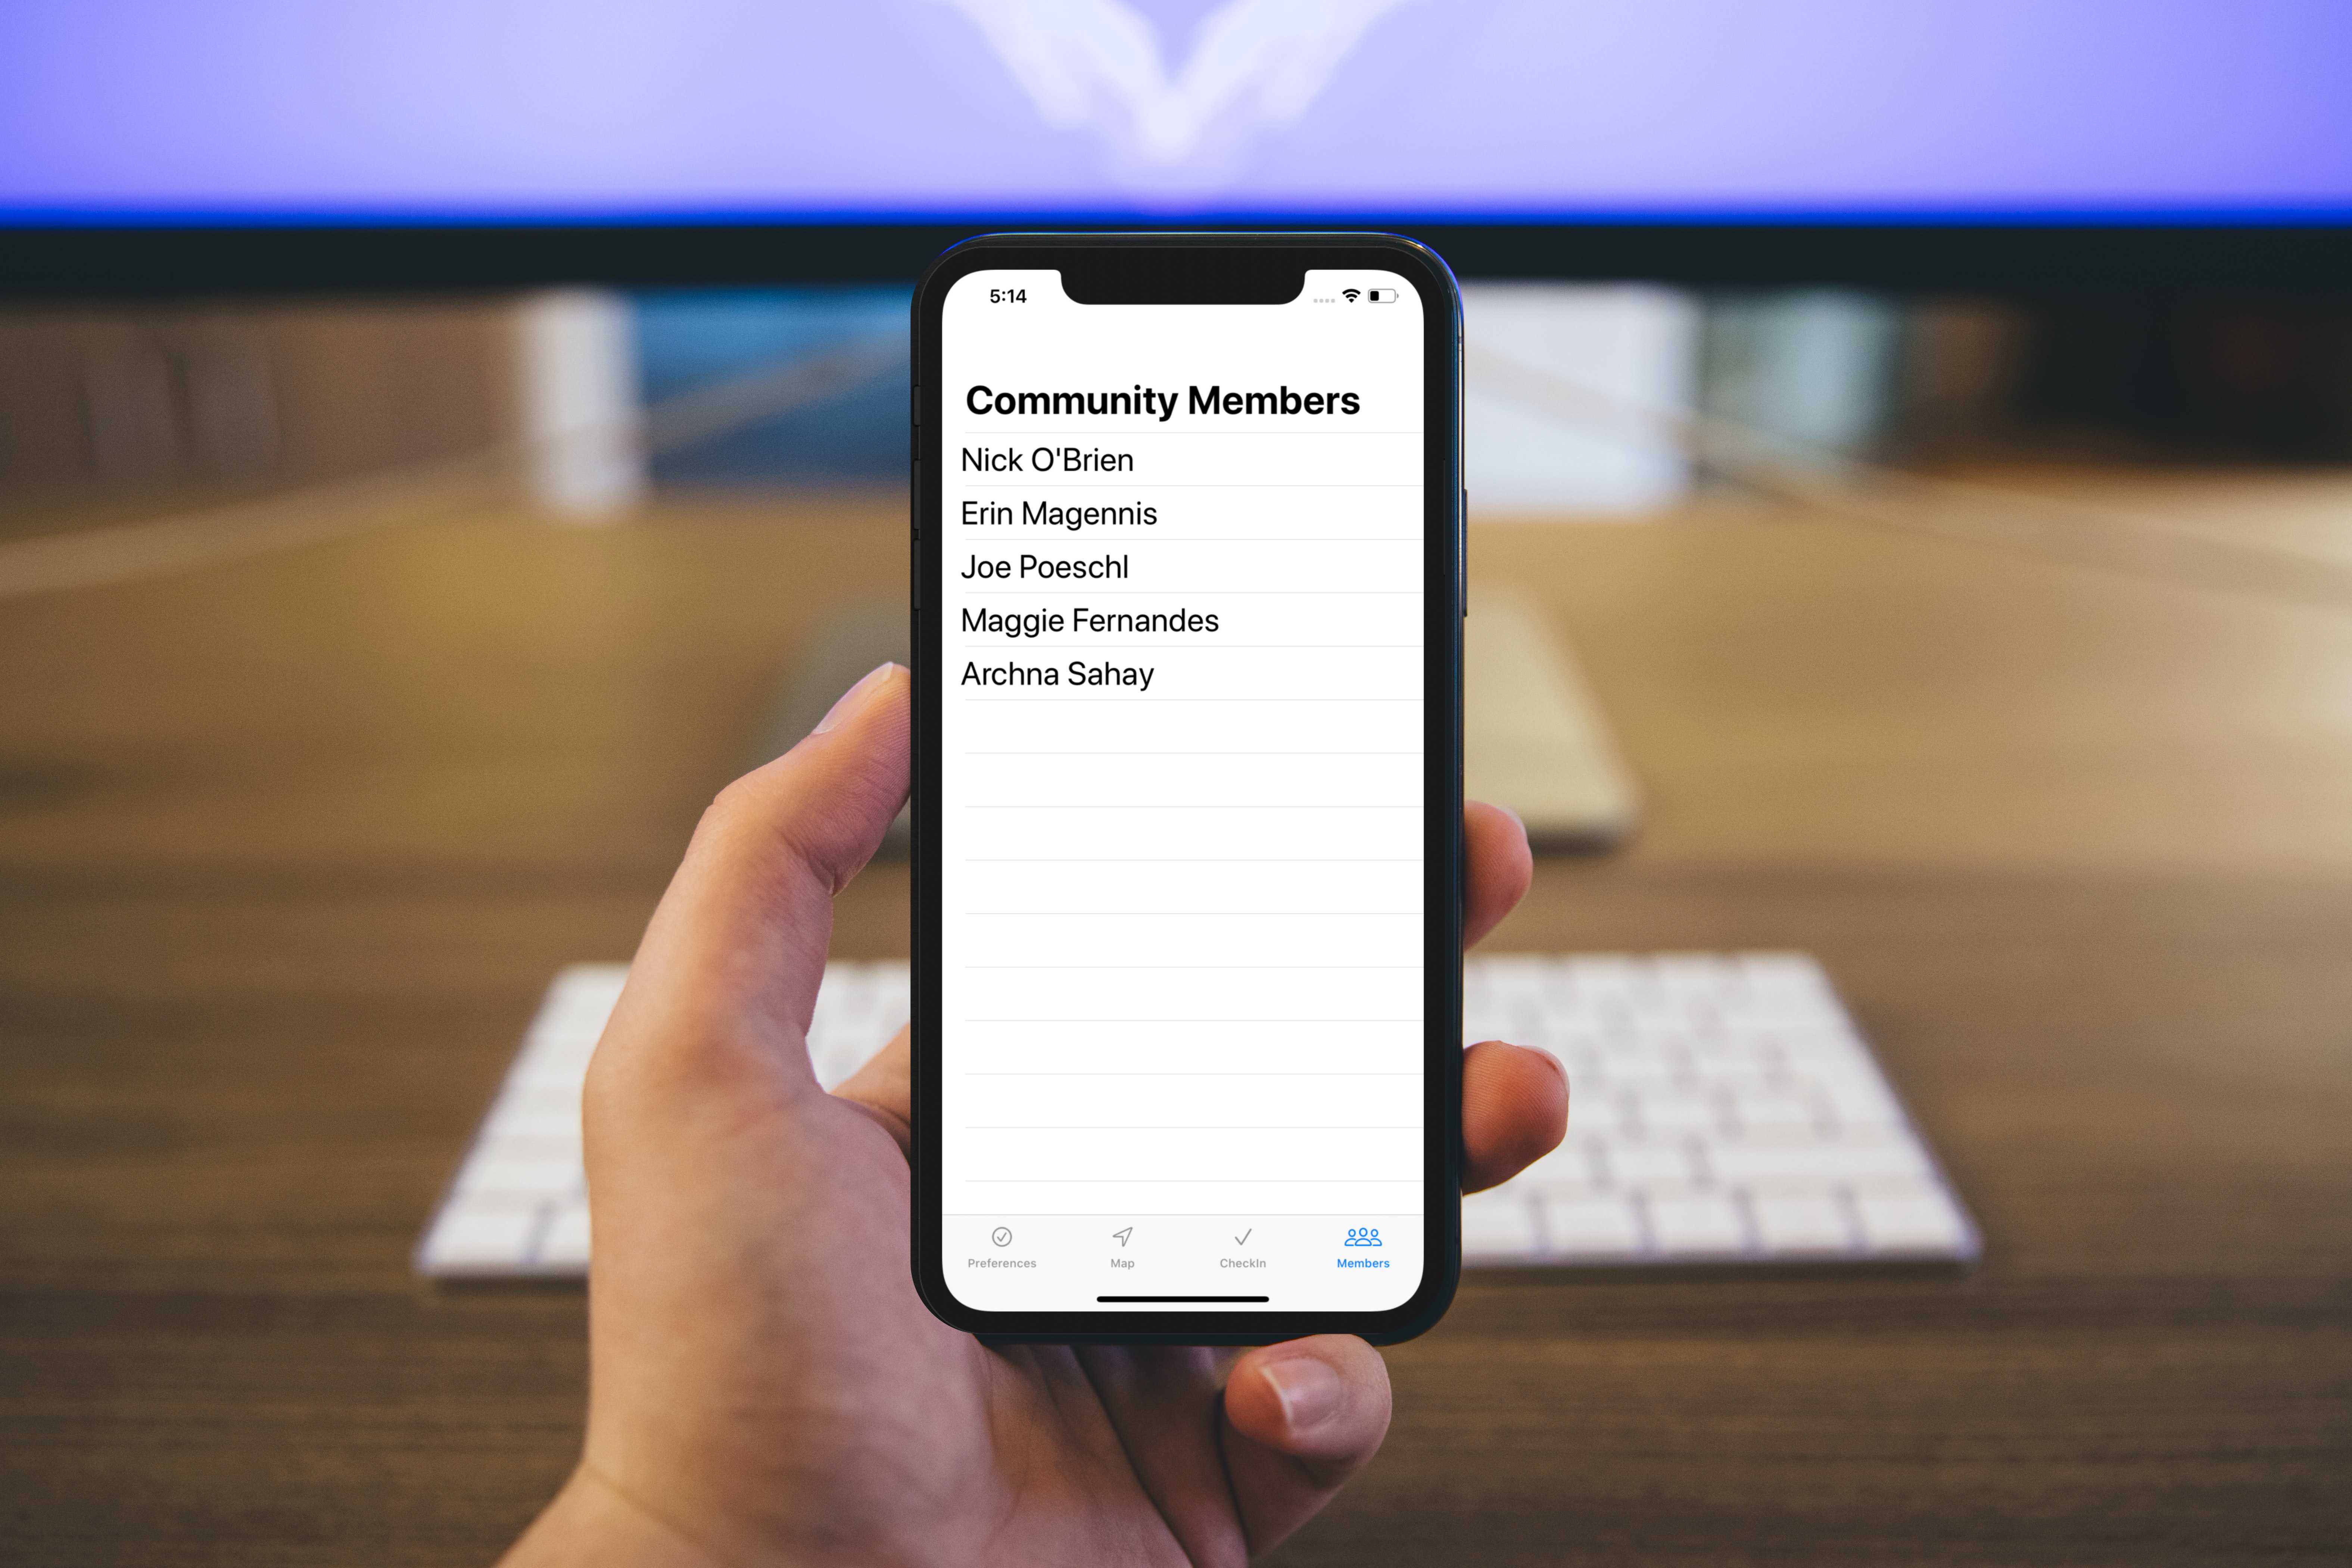 5:14
Community Members
Nick O'Brien
Erin Magennis
Joe Poeschl
Maggie Fernandes
Archna Sahay
Preferences Map CheckIn Members